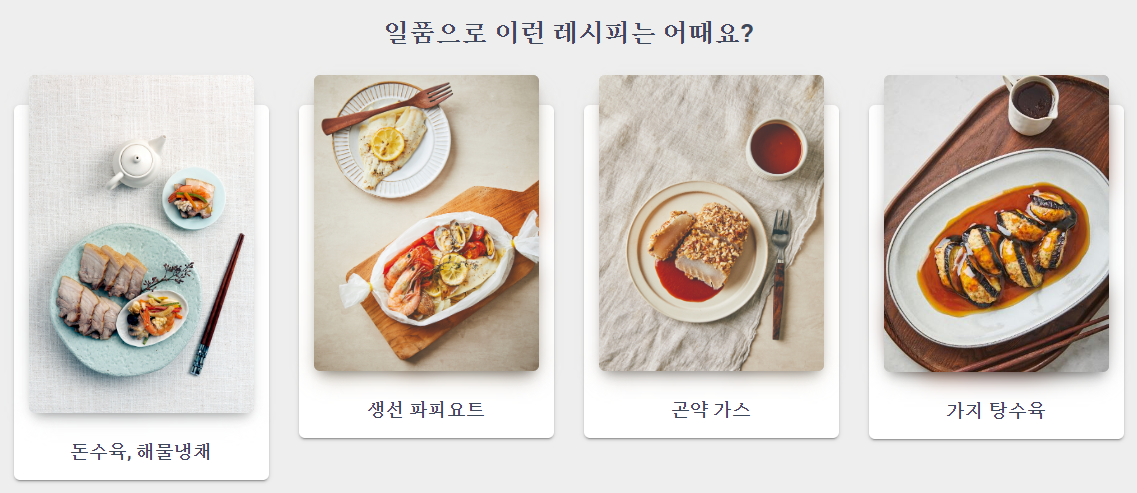 일품으로 이런 레시피는 어때요?
돈수육, 해물냉채
생선 파피요트
곤약 가스
가지 탕수육